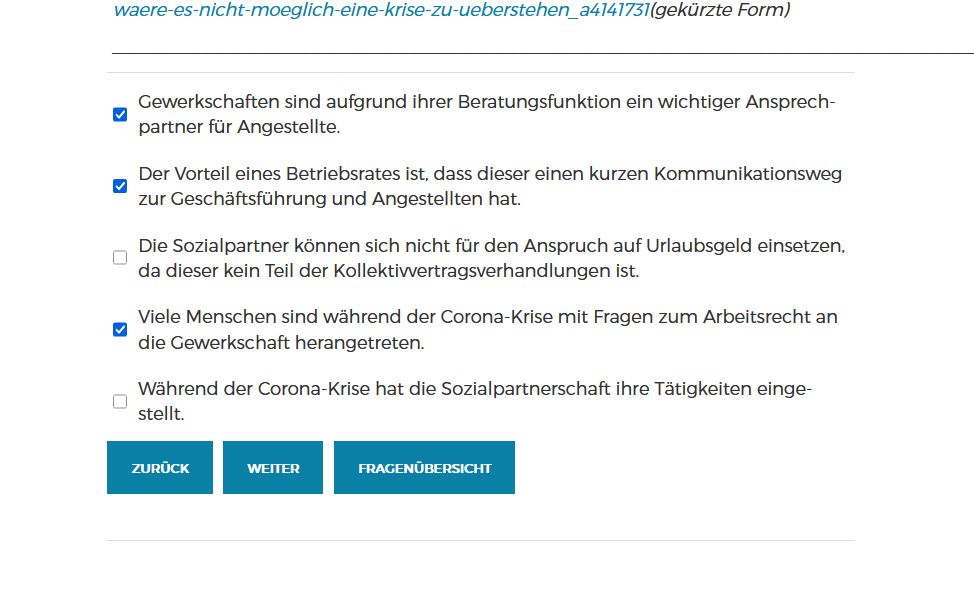 waere-es-nicht-moeglich-eine-krise-zu-ueberstehen_a4141731(gekürzte Form)
Gewerkschaften sind aufgrund ihrer Beratungsfunktion ein wichtiger Ansprech-
partner für Angestellte.
Der Vorteil eines Betriebsrates ist, dass dieser einen kurzen Kommunikationsweg
zur Geschäftsführung und Angestellten hat.
Die Sozialpartner können sich nicht für den Anspruch auf Urlaubsgeld einsetzen,
da dieser kein Teil der Kollektivvertragsverhandlungen ist.
Viele Menschen sind während der Corona-Krise mit Fragen zum Arbeitsrecht an
die Gewerkschaft herangetreten.
Während der Corona-Krise hat die Sozialpartnerschaft ihre Tätigkeiten einge-
stellt.
ZURÜCK WEITER FRAGENÜBERSICHT